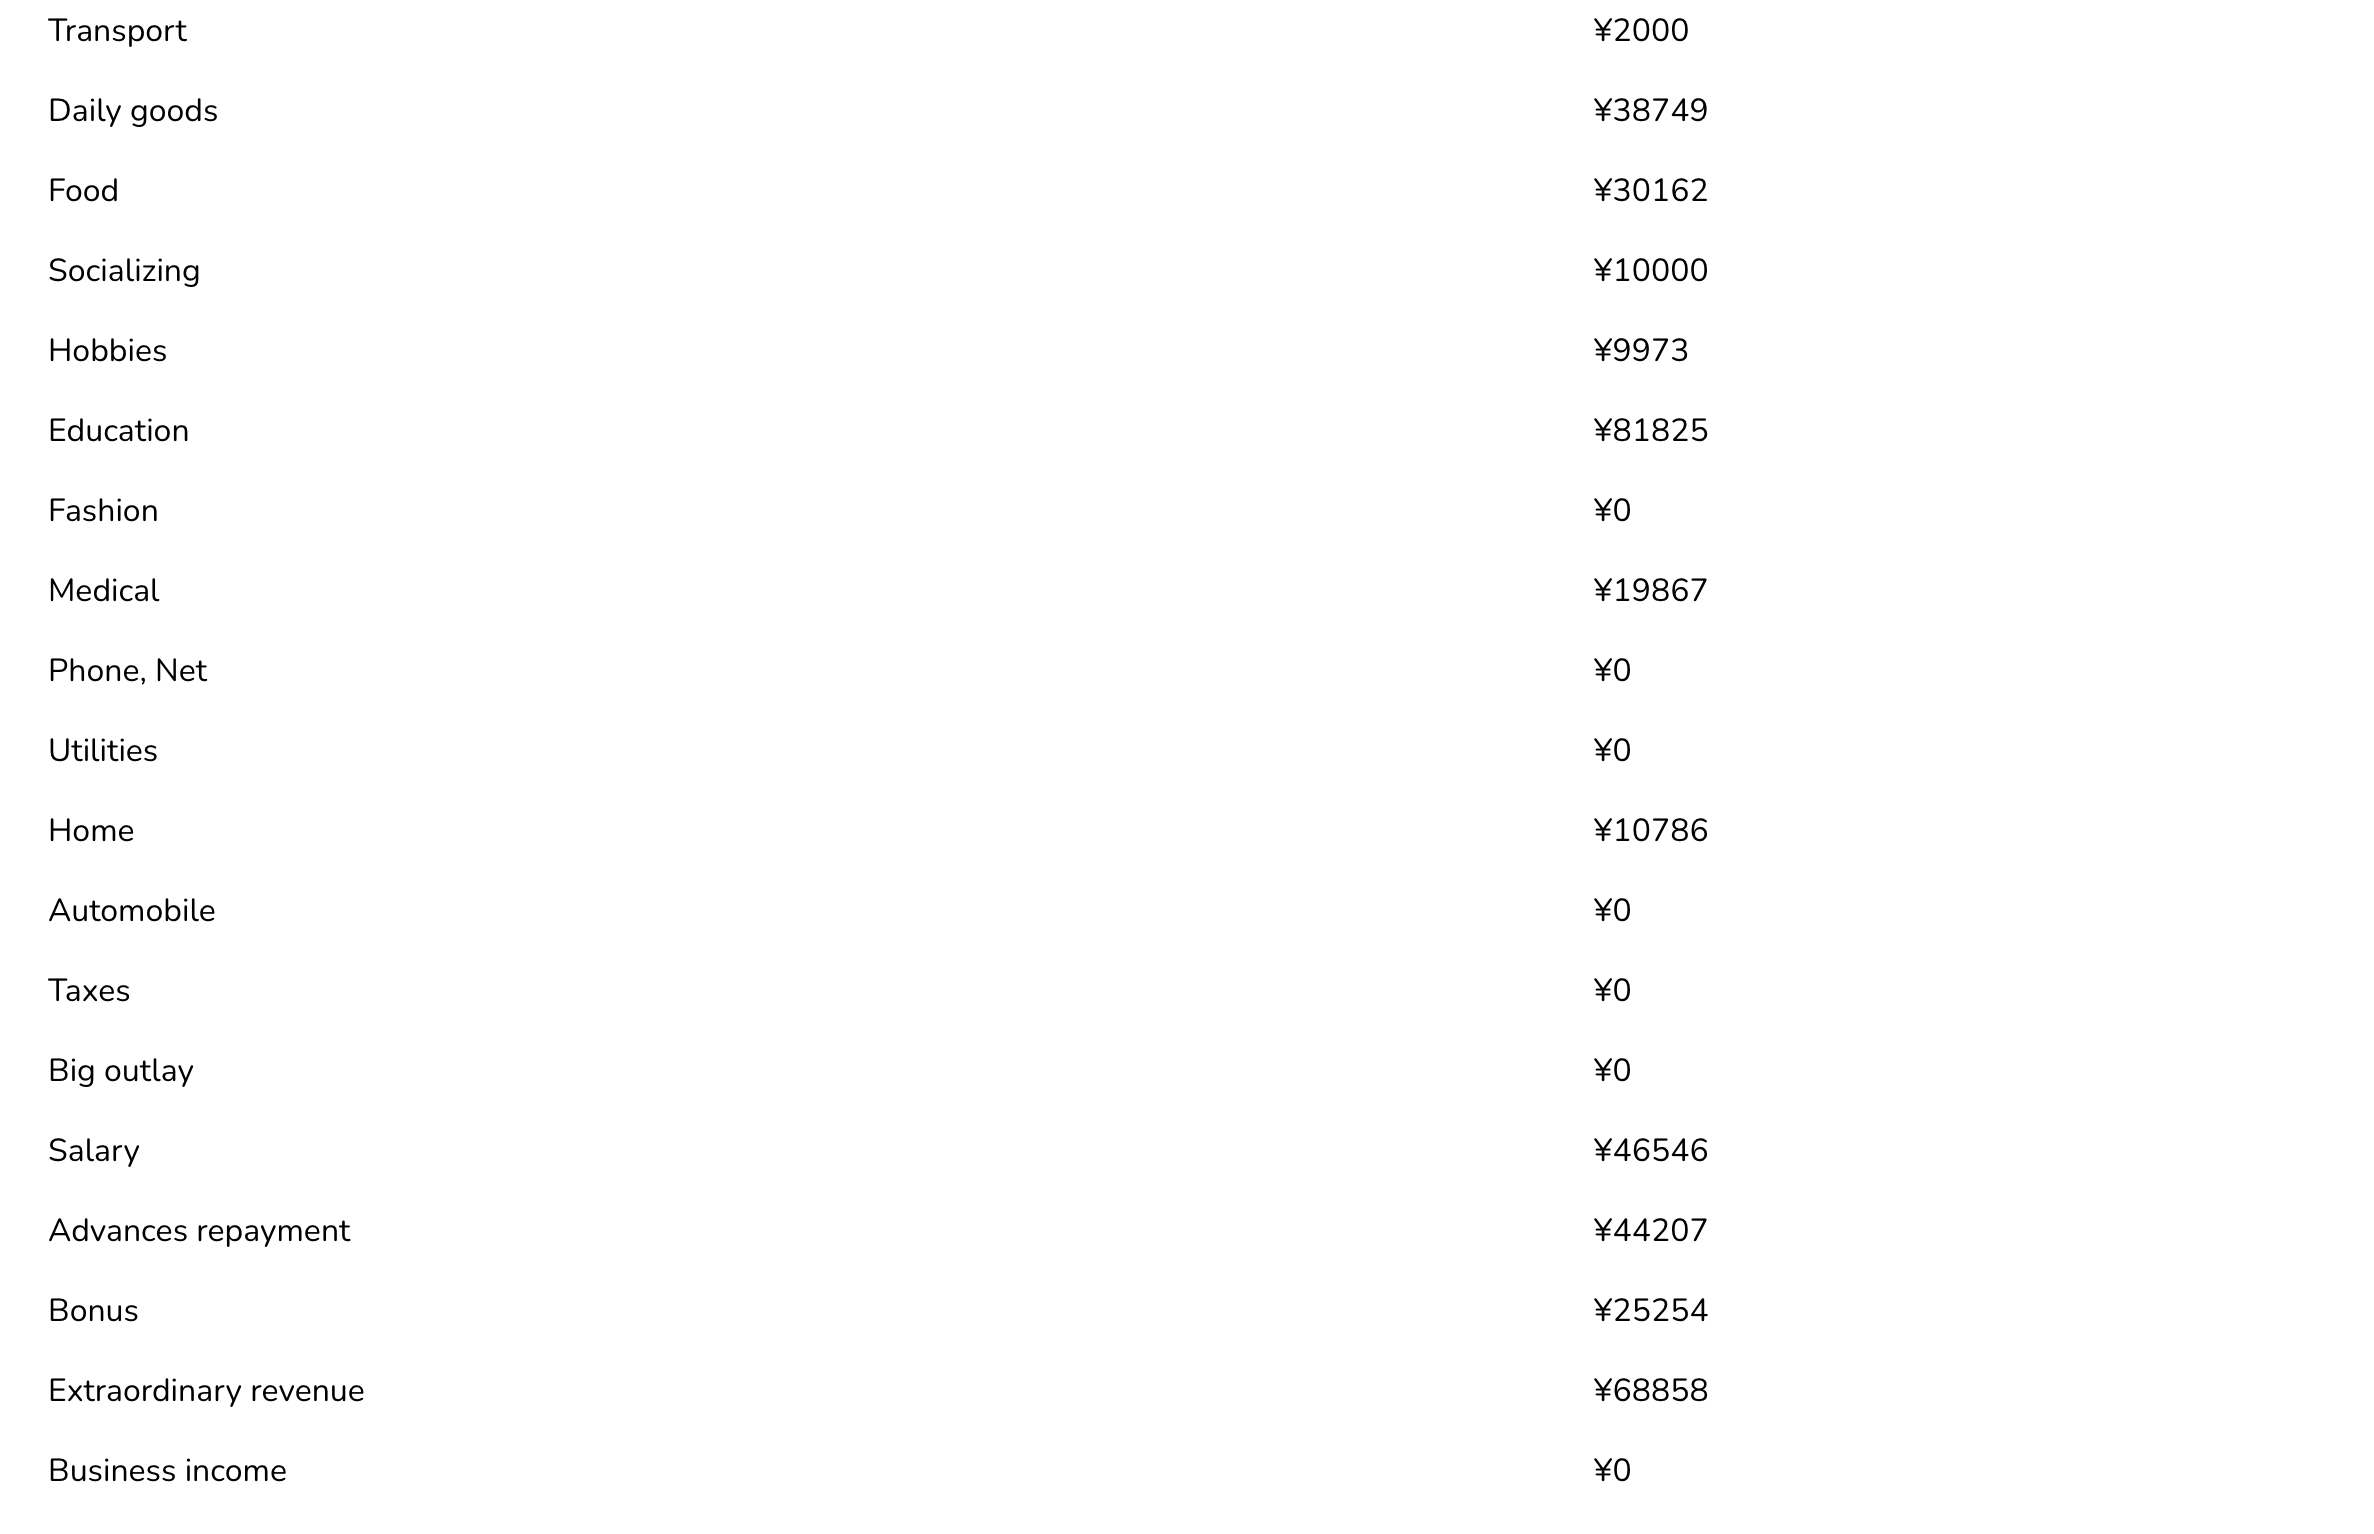 Transport ¥2000
Daily goods ¥38749
Food ¥30162
Socializing ¥10000
Hobbies ¥9973
Education ¥81825
Fashion ¥0
Medical ¥19867
Phone, Net ¥0
Utilities ¥0
Home ¥10786
Automobile ¥0
Taxes ¥0
Big outlay ¥0
Salary ¥46546
Advances repayment ¥44207
Bonus ¥25254
Extraordinary revenue ¥68858
Business income ¥0